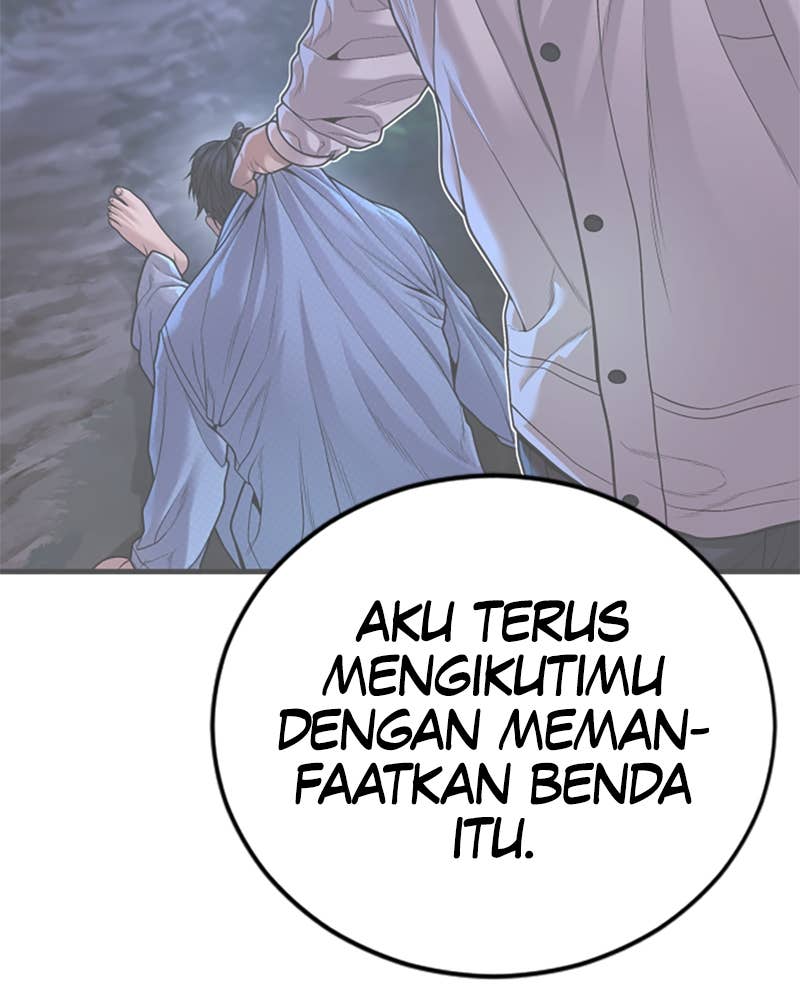 AKU TERUS
MENGIKUTIMU
DENGAN MEMAN-
FAATKAN BENDA
ITU.